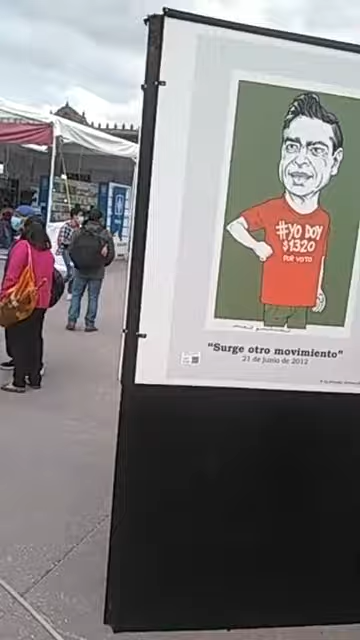 #YO DOY
$1320
POR VOTO
"Surge otro movimiento"
21 de junio de 2012